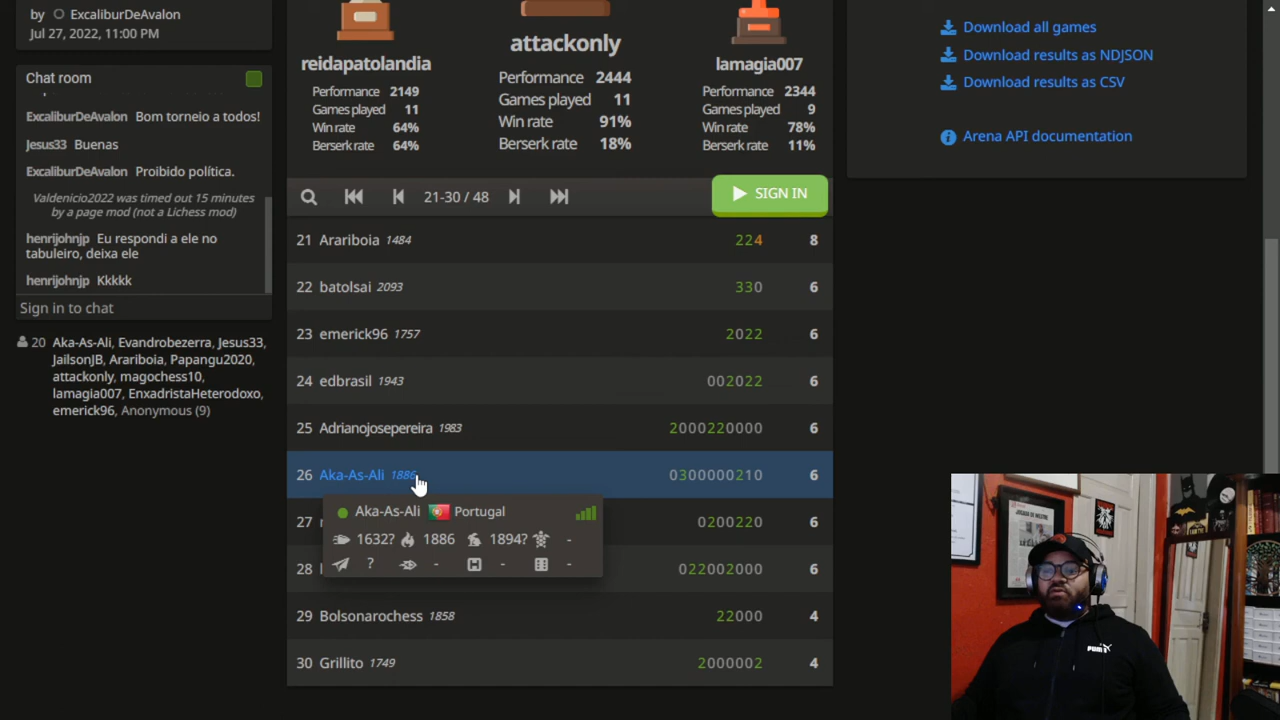 by ExcaliburDeAvalon
Jul 27, 2022, 11:00 PM
Chat room
ExcaliburDeAvalon Bom torneio a todos!
Jesus33 Buenas
ExcaliburDeAvalon Proibido política.
Valdenicio2022 was timed out 15 minutes
by a page mod (not a Lichess mod)
henrijohnjp Eu respondi a ele no
tabuleiro, deixa ele
henrijohnjp Kkkkk
Sign in to chat
20 Aka-As-Ali, Evandrobezerra, Jesus33,
JailsonJB, Arariboia, Papangu2020,
attackonly, magochess10,
lamagia007, EnxadristaHeterodoxo,
emerick96, Anonymous (9)
reidapatolandia
Performance 2149
Games played 11
Win rate 64%
Berserk rate 64%
attackonly
Performance 2444
Games played 11
Win rate 91%
Berserk rate 18%
lamagia007
Performance 2344
Games played 9
Win rate 78%
Berserk rate 11%
21-30 / 48
SIGN IN
21 Arariboia 1484 224 8
22 batolsai 2093 330 6
23 emerick96 1757 2022 6
24 edbrasil 1943 002022 6
25 Adrianojosepereira 1983 2000220000 6
26 Aka-As-Ali 1886 0300000210 6
Aka-As-Ali Portugal
1632? 1886 1894? -
? - - -
27 0200220 6
28 022002000 6
29 Bolsonarochess 1858 22000 4
30 Grillito 1749 2000002 4
Download all games
Download results as NDJSON
Download results as CSV
Arena API documentation
PUMA